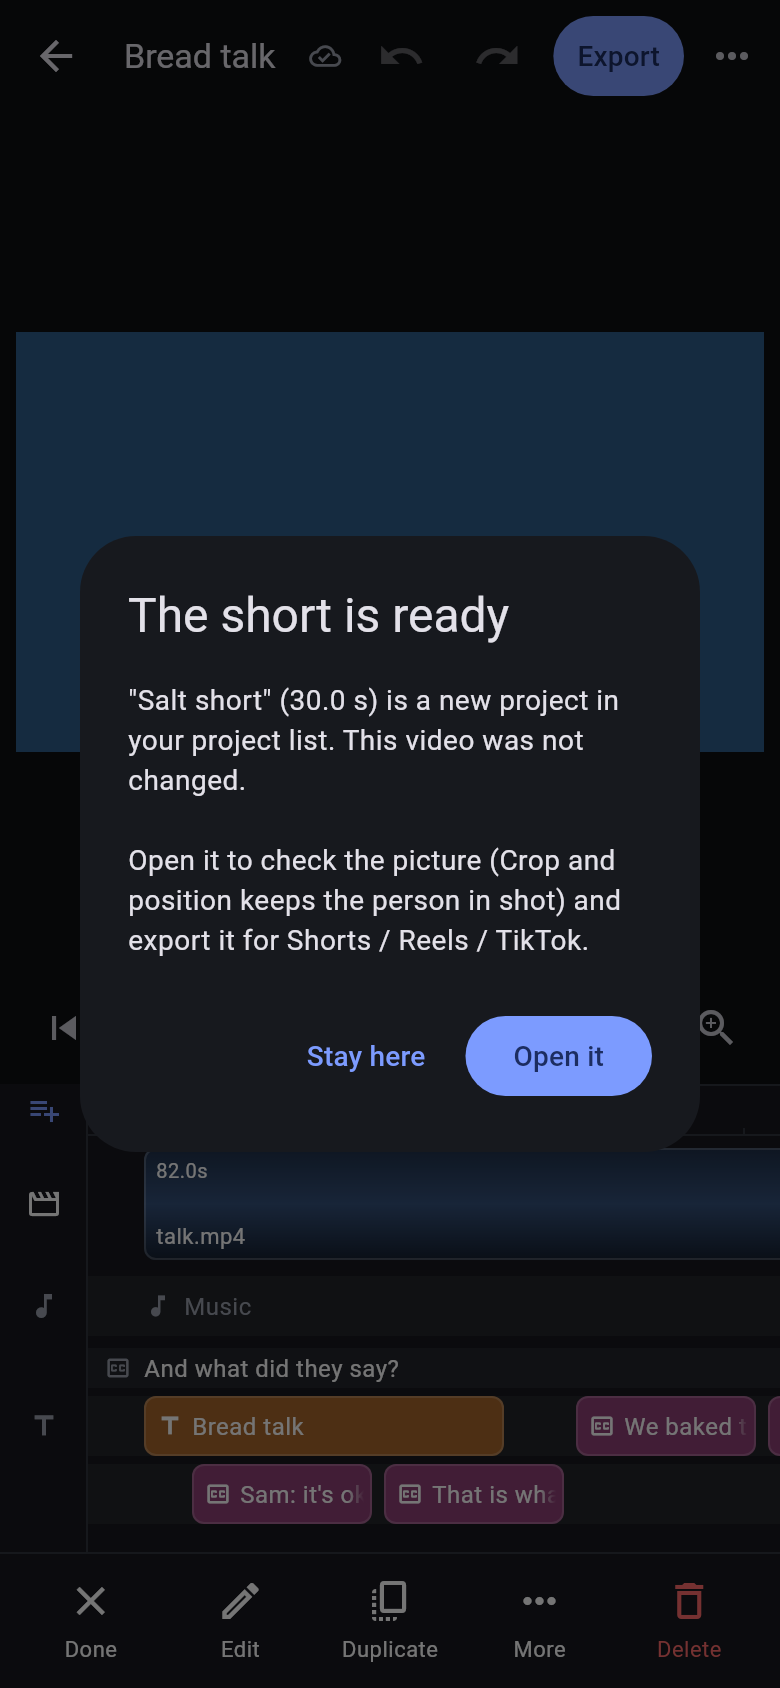 Bread talk
Export
The short is ready
"Salt short" (30.0 s) is a new project in
your project list. This video was not
changed.
Open it to check the picture (Crop and
position keeps the person in shot) and
export it for Shorts / Reels / TikTok.
Stay here
Open it
82.0s
talk.mp4
Music
And what did they say?
Bread talk
We baked
Sam: it's
That is
Done
Edit
Duplicate
More
Delete